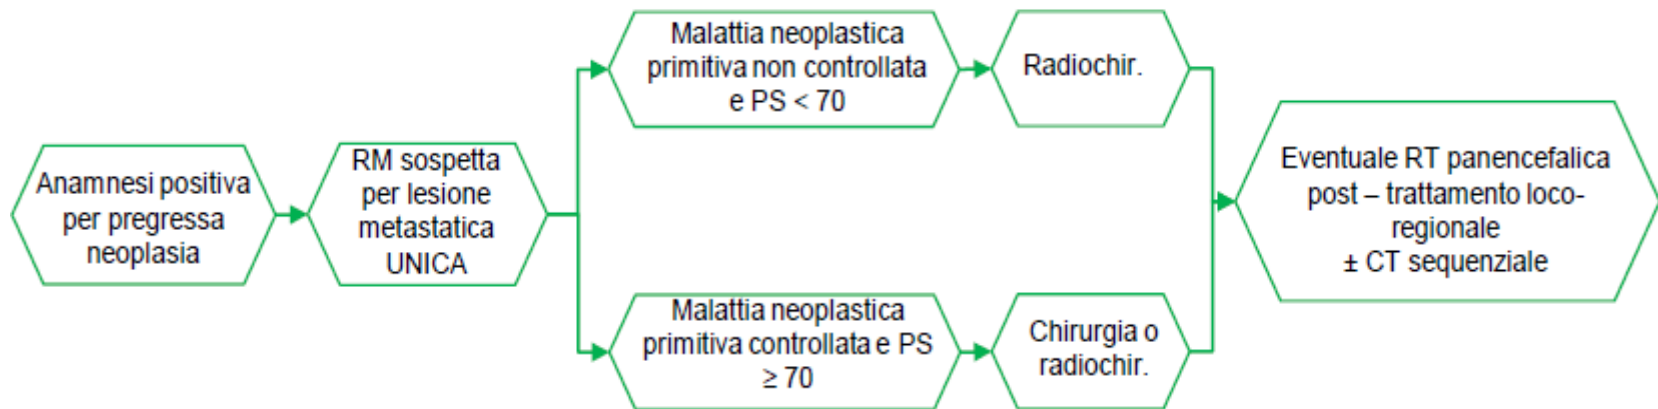 Anamnesi positiva
per pregressa
neoplasia
RM sospetta
per lesione
metastatica
UNICA
Malattia neoplastica
primitiva non controllata
e PS < 70
Radiochir.
Malattia neoplastica
primitiva controllata e PS
≥ 70
Chirurgia o
radiochir.
Eventuale RT panencefalica
post – trattamento loco-
regionale
± CT sequenziale